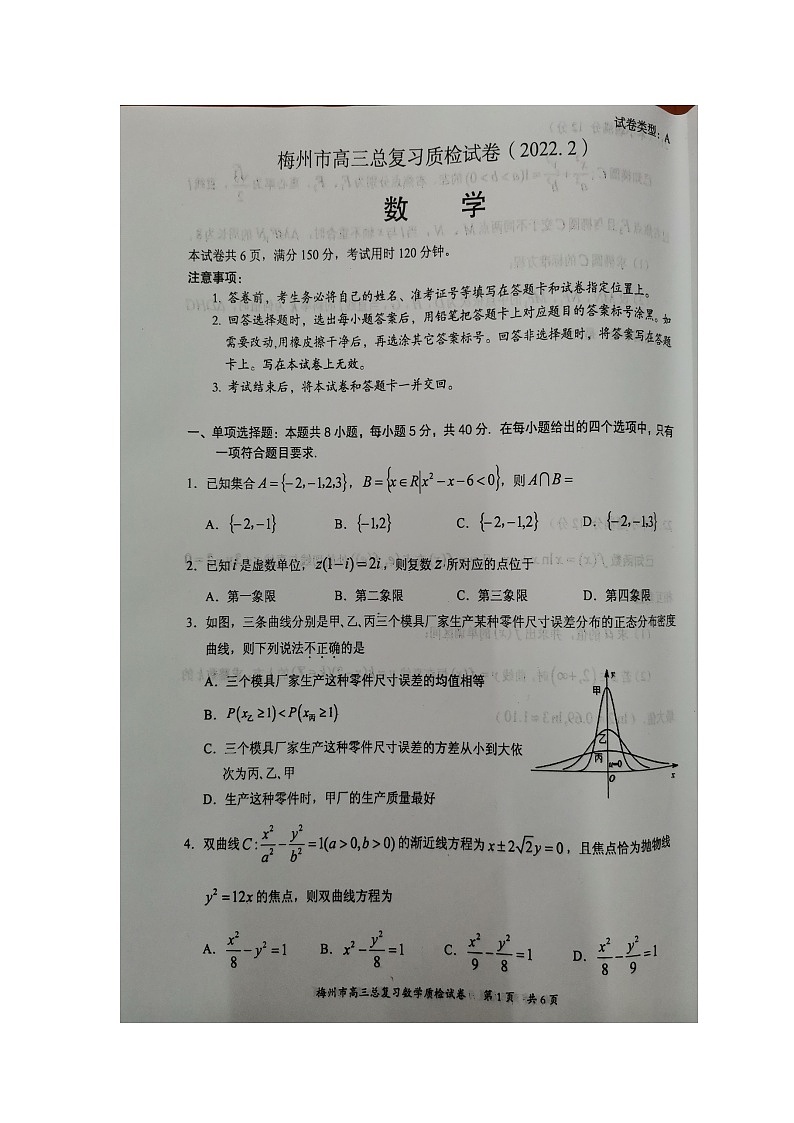 试卷类型：A
梅州市高三总复习质检试卷（2022.2）
数 学
本试卷共6页，满分150分，考试用时120分钟。
注意事项：
1. 答卷前，考生务必将自己的姓名、准考证号等填写在答题卡和试卷指定位置上。
2. 回答选择题时，选出每小题答案后，用铅笔把答题卡上对应题目的答案标号涂黑。如
需要改动,用橡皮擦干净后，再选涂其它答案标号。回答非选择题时，将答案写在答题
卡上。写在本试卷上无效。
3. 考试结束后，将本试卷和答题卡一并交回。
一、单项选择题：本题共8小题，每小题5分，共40分．在每小题给出的四个选项中，只有
一项符合题目要求.
1. 已知集合 A={-2,-1,2,3}，B={x∈R|x²-x-6<0}，则 A∩B=
A. {-2,-1} B. {-1,2} C. {-2,-1,2} D. {-2,-1,3}
2. 已知 i 是虚数单位，z(1-i)=2i，则复数 z 所对应的点位于
A. 第一象限 B. 第二象限 C. 第三象限 D. 第四象限
3. 如图，三条曲线分别是甲、乙、丙三个模具厂家生产某种零件尺寸误差分布的正态分布密度
曲线，则下列说法不正确的是
A. 三个模具厂家生产这种零件尺寸误差的均值相等
B. P(x乙≥1)<P(x丙≥1)
C. 三个模具厂家生产这种零件尺寸误差的方差从小到大依
次为丙、乙、甲
D. 生产这种零件时，甲厂的生产质量最好
y
甲
乙
丙
u=0
O
x
4. 双曲线 C: x²/a² - y²/b² =1(a>0,b>0) 的渐近线方程为 x±2√2y=0，且焦点恰为抛物线
y²=12x 的焦点，则双曲线方程为
A. x²/8 - y² =1 B. x² - y²/8 =1 C. x²/9 - y²/8 =1 D. x²/8 - y²/9 =1
梅州市高三总复习数学质检试卷 第1页 共6页